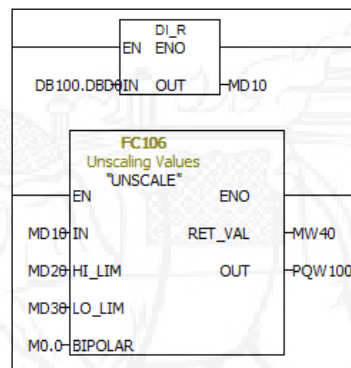 DI_R
EN ENO
DB100.DBD0 IN OUT MD10
FC106
Unscaling Values
"UNSCALE"
EN ENO
MD10 IN RET_VAL MW40
MD20 HI_LIM OUT PQW100
MD30 LO_LIM
M0.0 BIPOLAR